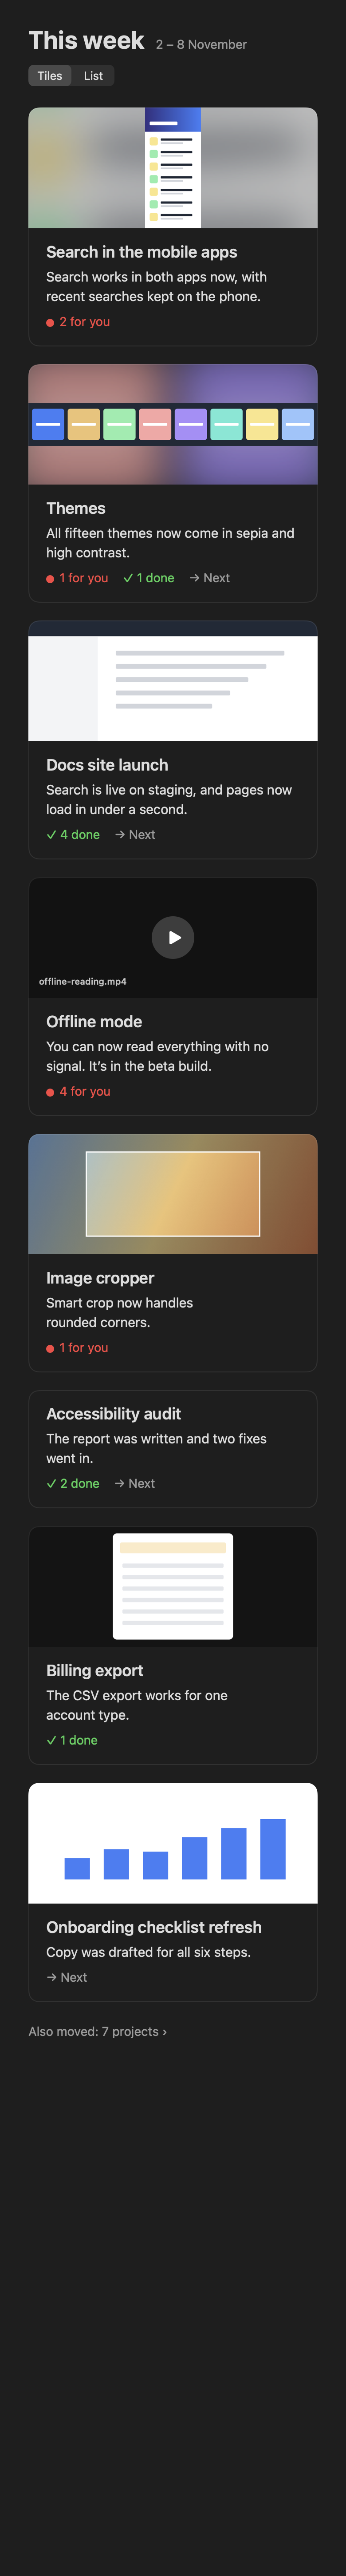 This week 2 – 8 November
Tiles List
Search in the mobile apps
Search works in both apps now, with
recent searches kept on the phone.
2 for you
Themes
All fifteen themes now come in sepia and
high contrast.
1 for you ✓ 1 done → Next
Docs site launch
Search is live on staging, and pages now
load in under a second.
✓ 4 done → Next
offline-reading.mp4
Offline mode
You can now read everything with no
signal. It’s in the beta build.
4 for you
Image cropper
Smart crop now handles
rounded corners.
1 for you
Accessibility audit
The report was written and two fixes
went in.
✓ 2 done → Next
Billing export
The CSV export works for one
account type.
✓ 1 done
Onboarding checklist refresh
Copy was drafted for all six steps.
→ Next
Also moved: 7 projects ›